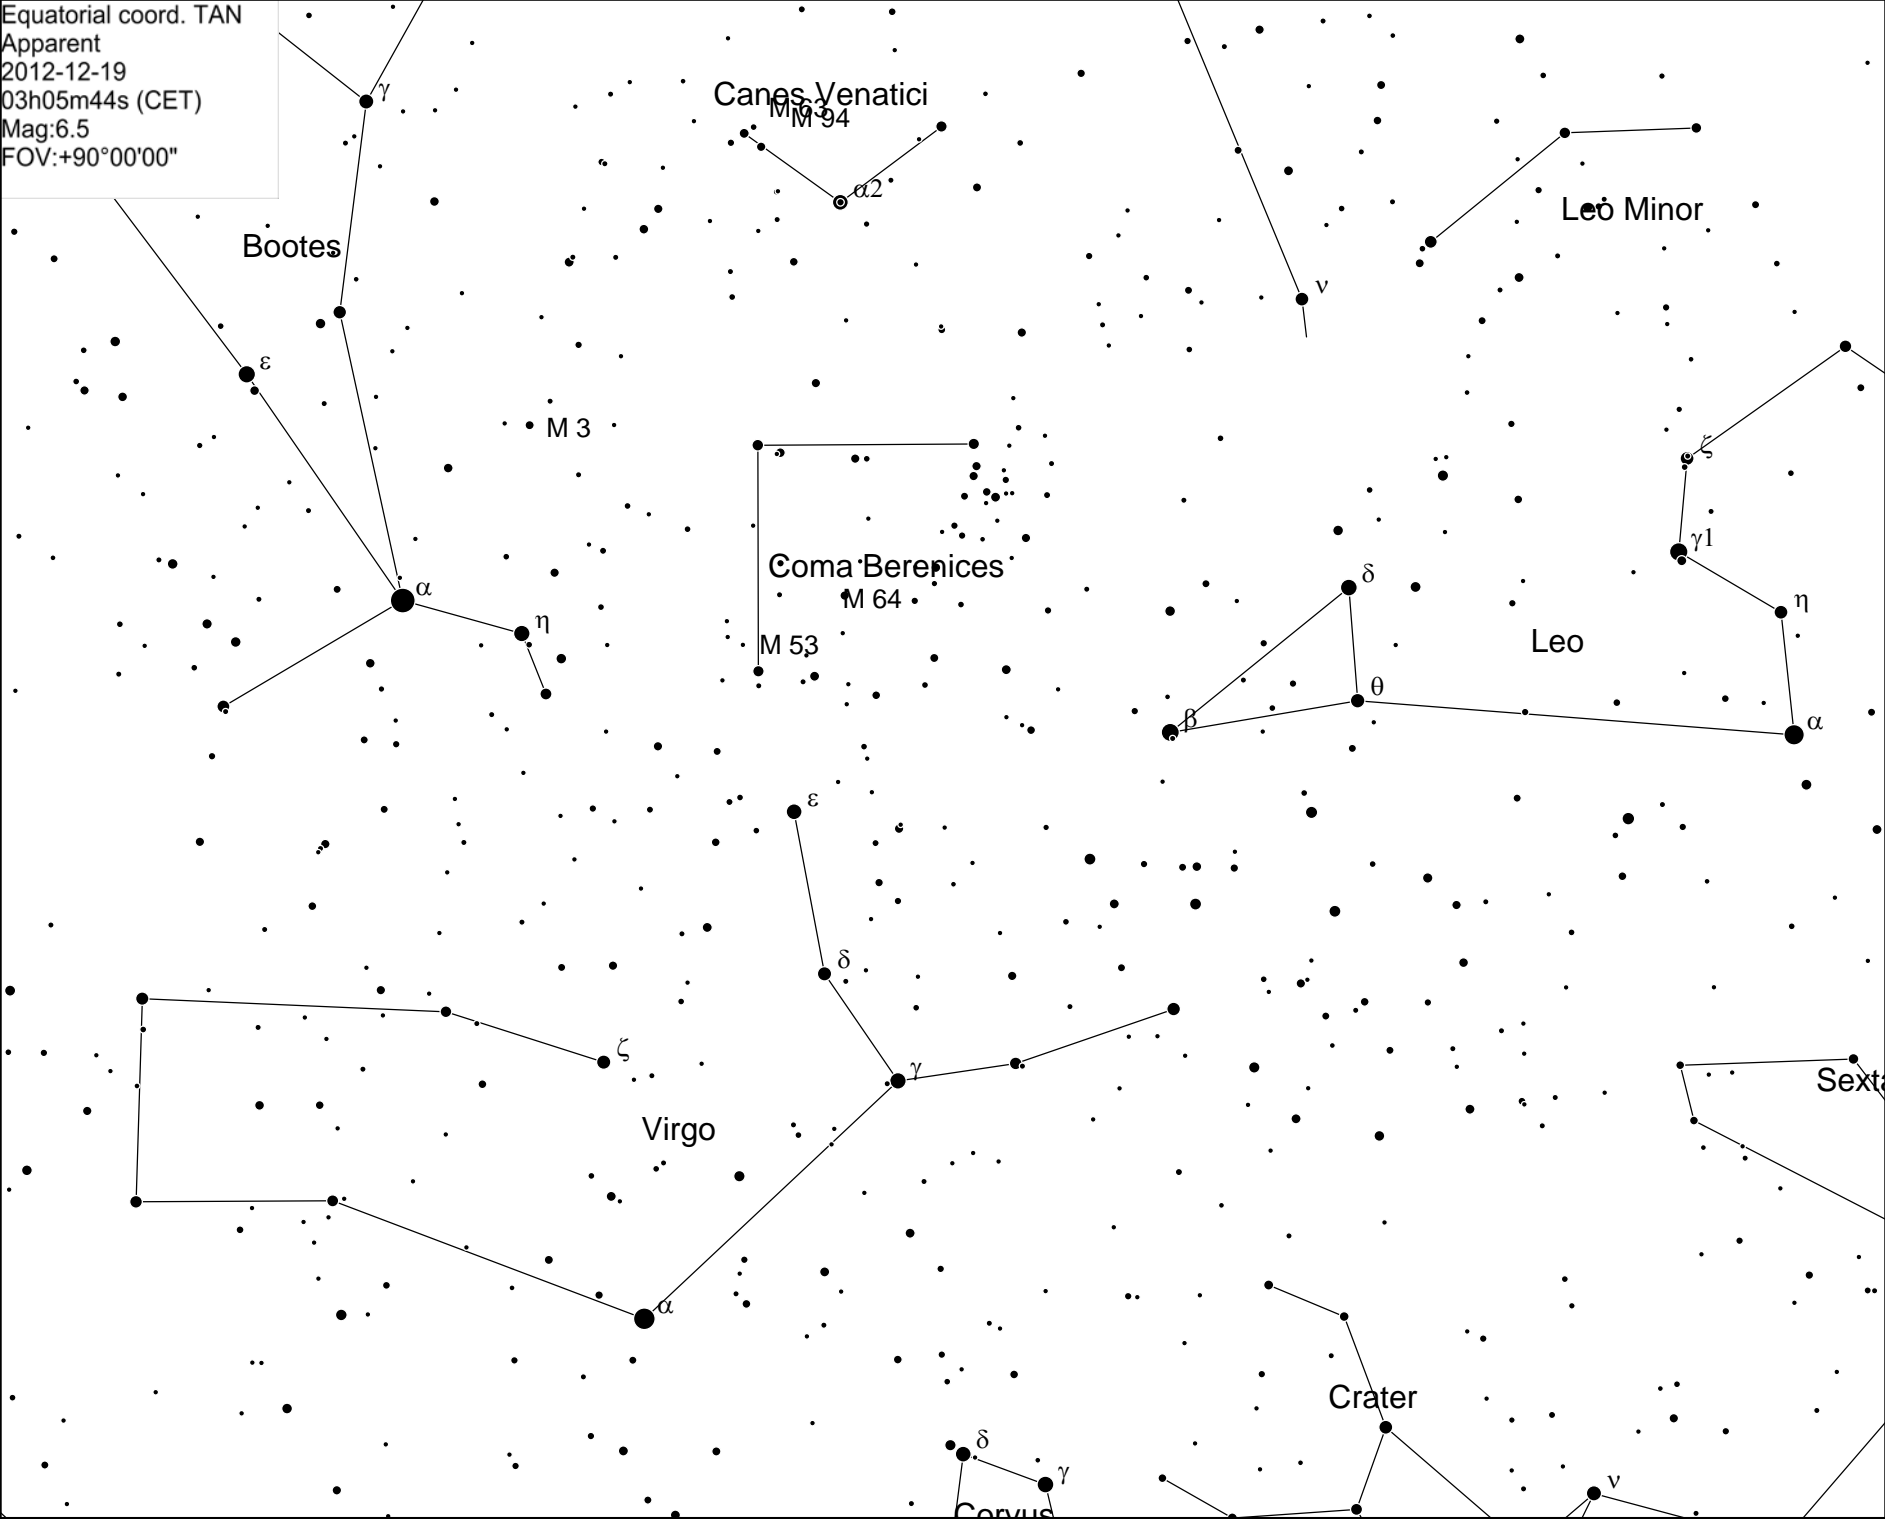 Equatorial coord. TAN
Apparent
2012-12-19
03h05m44s (CET)
Mag:6.5
FOV:+90°00'00"
γ
Canes Venatici
M 63
M 94
α2
Leo Minor
Bootes
ν
ε
M 3
ζ
γ1
Coma Berenices
δ
α
M 64
η
η
Leo
M 53
θ
β
α
ε
δ
ζ
γ
Sexta
Virgo
α
Crater
δ
γ
ν
Corvus